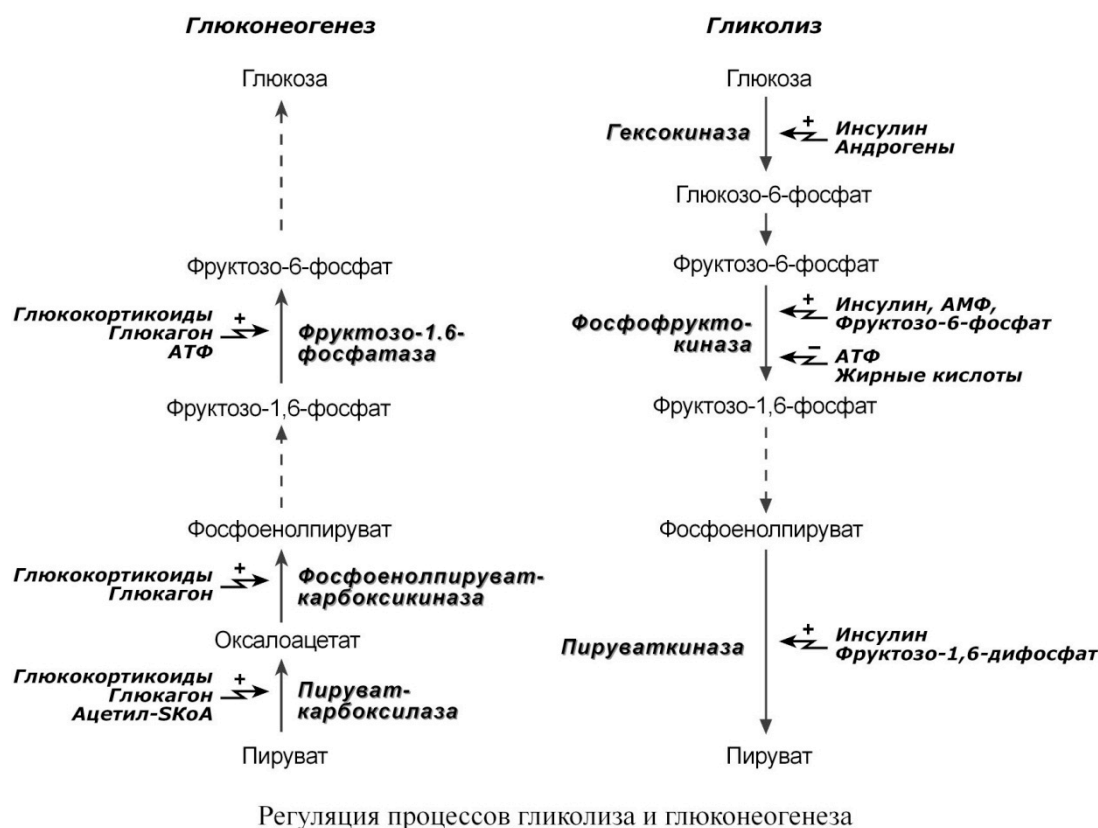 Глюконеогенез
Глюкоза
Фруктозо-6-фосфат
Глюкокортикоиды
Глюкагон
АТФ
+
Фруктозо-1.6-
фосфатаза
Фруктозо-1,6-фосфат
Фосфоенолпируват
Глюкокортикоиды
Глюкагон
+
Фосфоенолпируват-
карбоксикиназа
Оксалоацетат
Глюкокортикоиды
Глюкагон
Ацетил-SКоА
+
Пируват-
карбоксилаза
Пируват
Гликолиз
Глюкоза
Гексокиназа
+
Инсулин
Андрогены
Глюкозо-6-фосфат
Фруктозо-6-фосфат
Фосфофрукто-
киназа
+
Инсулин, АМФ,
Фруктозо-6-фосфат
–
АТФ
Жирные кислоты
Фруктозо-1,6-фосфат
Фосфоенолпируват
Пируваткиназа
+
Инсулин
Фруктозо-1,6-дифосфат
Пируват
Регуляция процессов гликолиза и глюконеогенеза